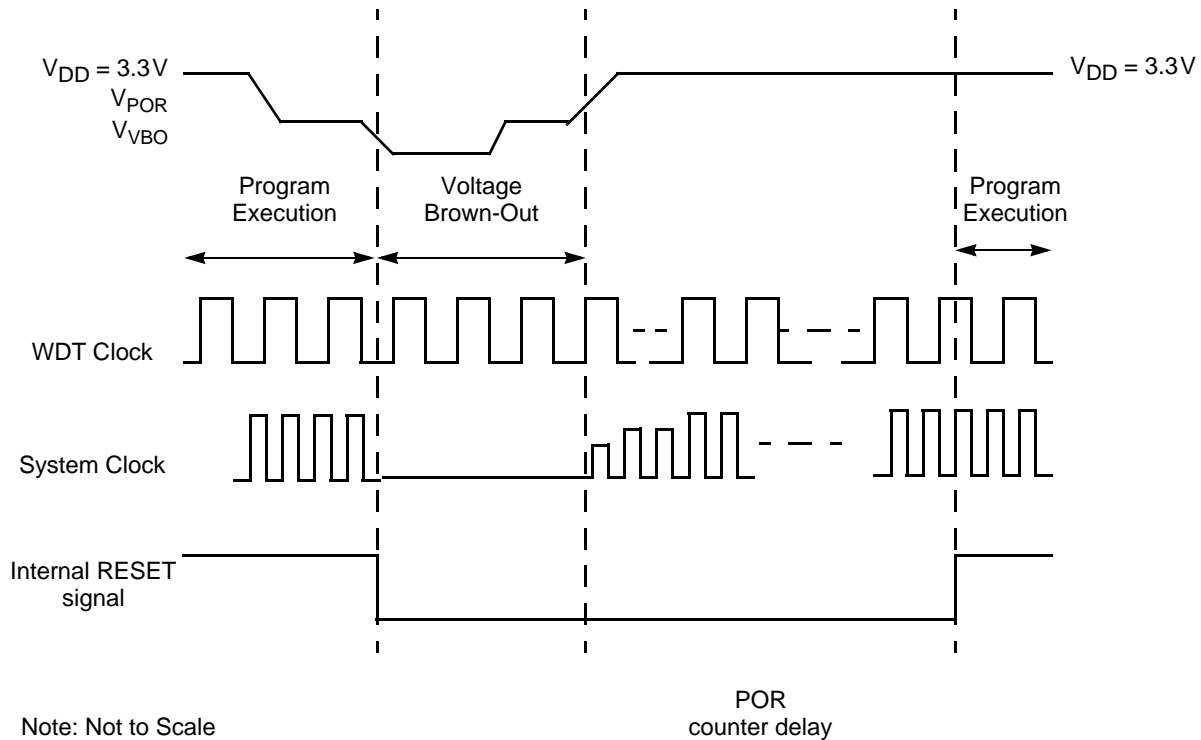 VDD = 3.3V
VPOR
VVBO
VDD = 3.3V
Program
Execution
Voltage
Brown-Out
Program
Execution
WDT Clock
System Clock
Internal RESET
signal
POR
counter delay
Note: Not to Scale